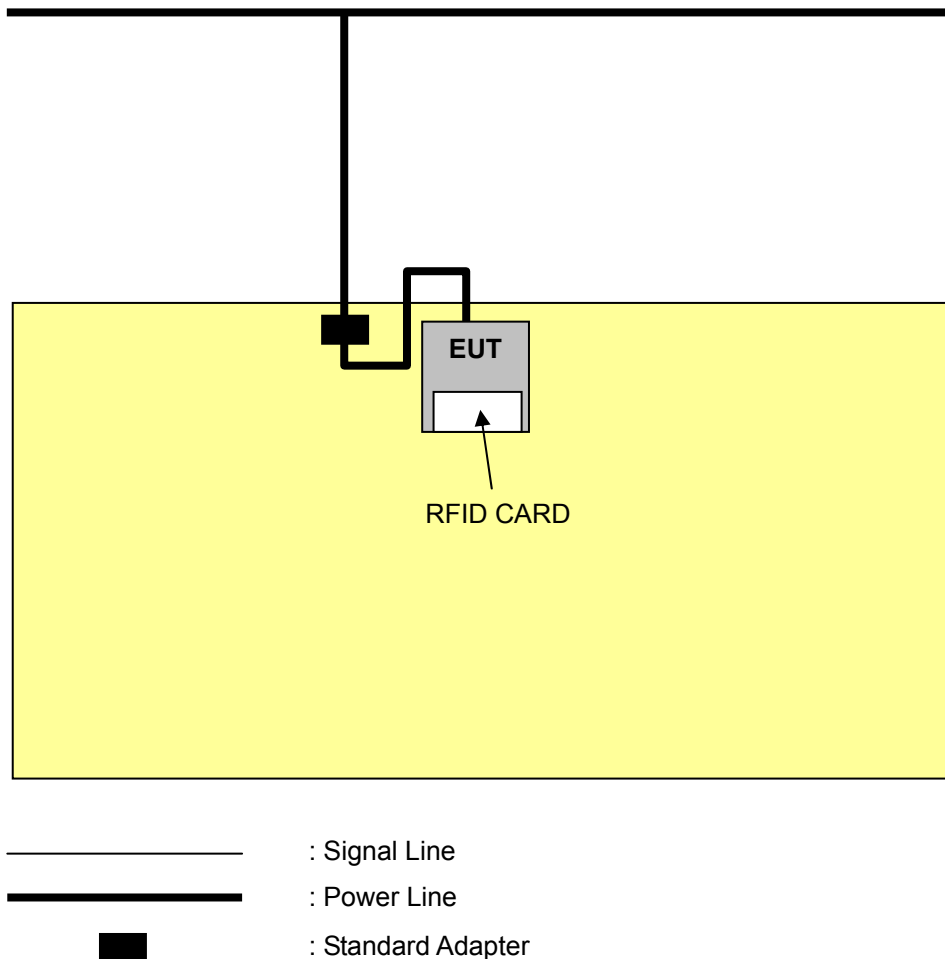 EUT
RFID CARD
: Signal Line
: Power Line
: Standard Adapter